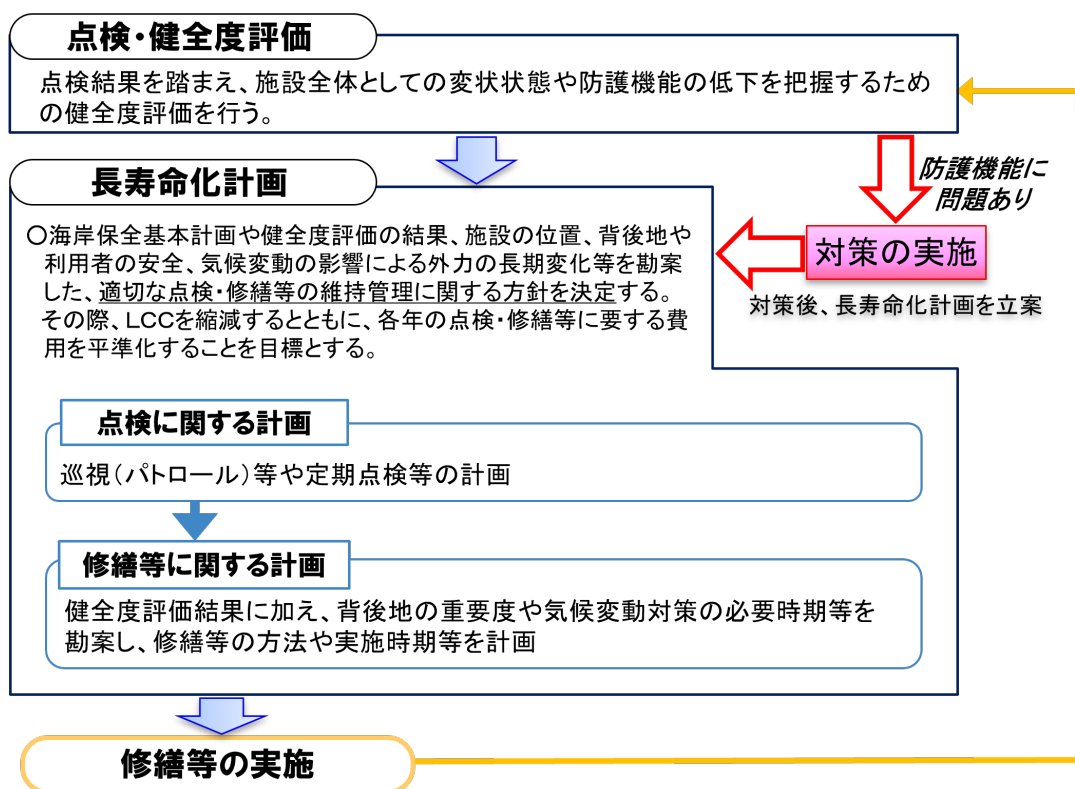 点検・健全度評価
点検結果を踏まえ、施設全体としての変状状態や防護機能の低下を把握するため
の健全度評価を行う。
防護機能に
問題あり
対策の実施
対策後、長寿命化計画を立案
長寿命化計画
〇海岸保全基本計画や健全度評価の結果、施設の位置、背後地や
利用者の安全、気候変動の影響による外力の長期変化等を勘案
した、適切な点検・修繕等の維持管理に関する方針を決定する。
その際、LCCを縮減するとともに、各年の点検・修繕等に要する費
用を平準化することを目標とする。
点検に関する計画
巡視(パトロール)等や定期点検等の計画
修繕等に関する計画
健全度評価結果に加え、背後地の重要度や気候変動対策の必要時期等を
勘案し、修繕等の方法や実施時期等を計画
修繕等の実施